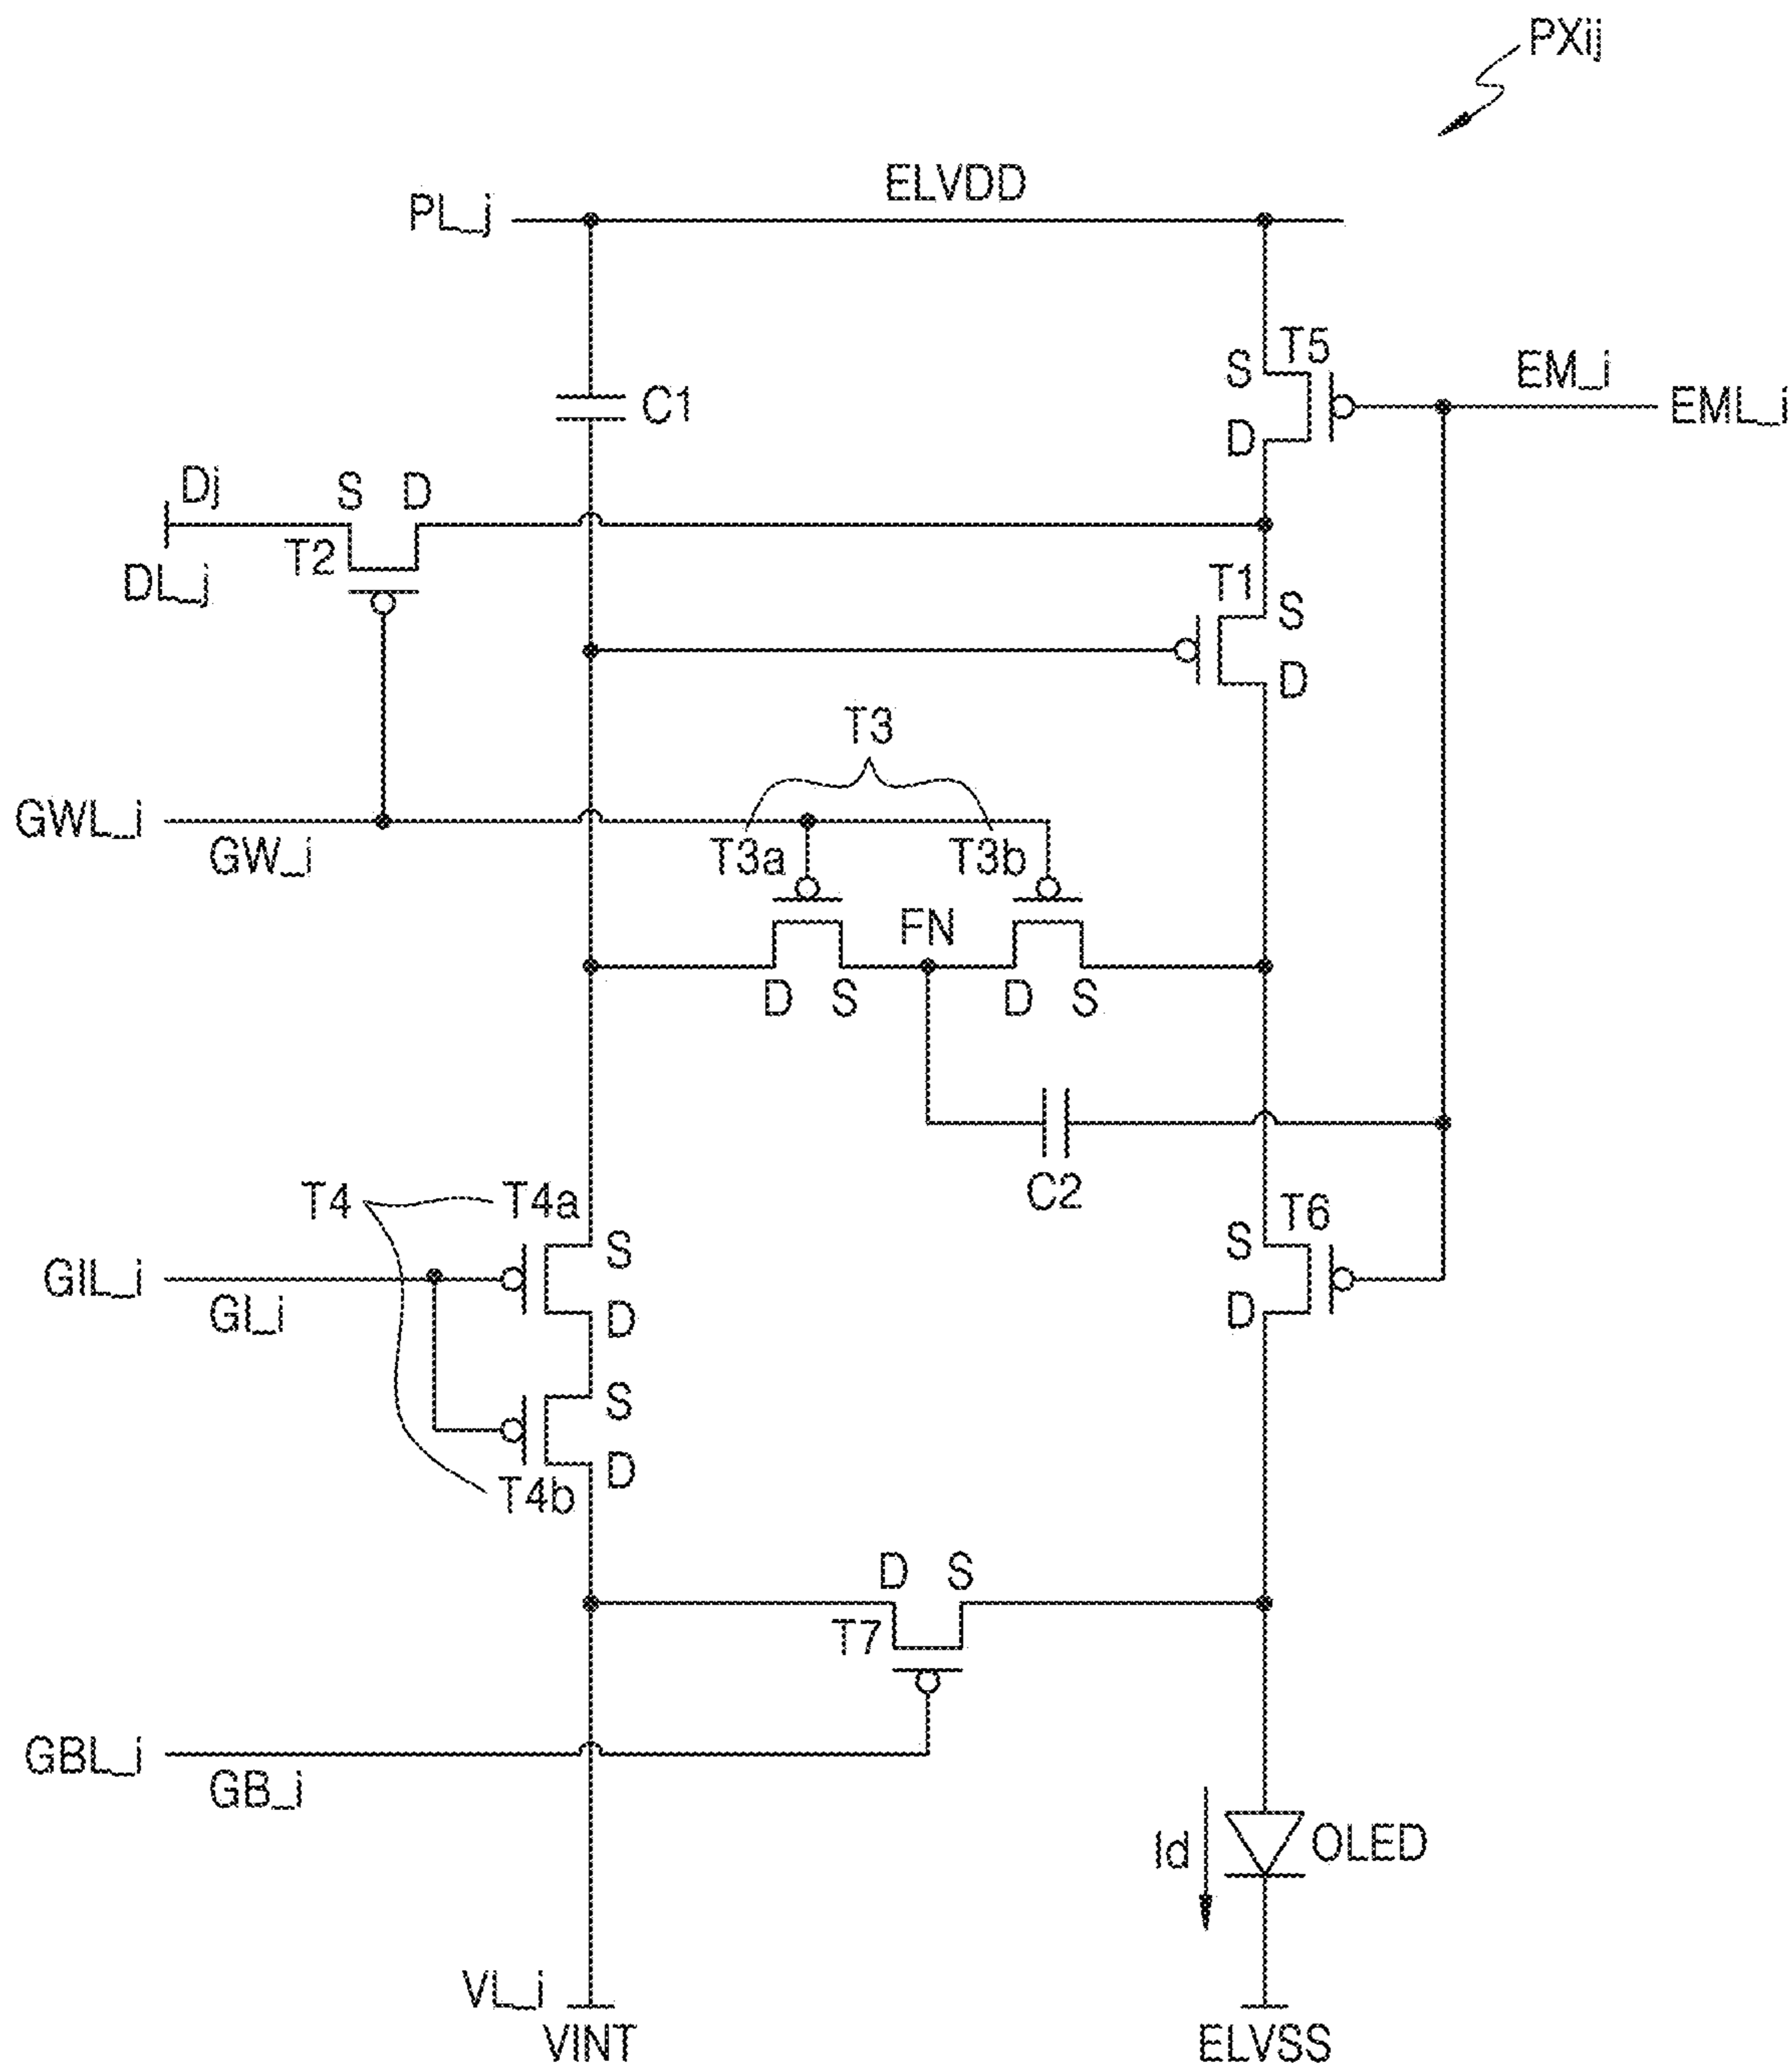 PXij
ELVDD
PL_j
T5
S
EM_i
EML_i
C1
D
Dj
S D
T2
DL_j
T1
S
D
T3
GWL_i
GW_i
T3a
T3b
FN
D S
D S
C2
T4
T4a
T6
S
S
GIL_i
GI_i
D
D
S
D
T4b
D S
T7
GBL_i
GB_i
Id
OLED
VL_i
VINT
ELVSS